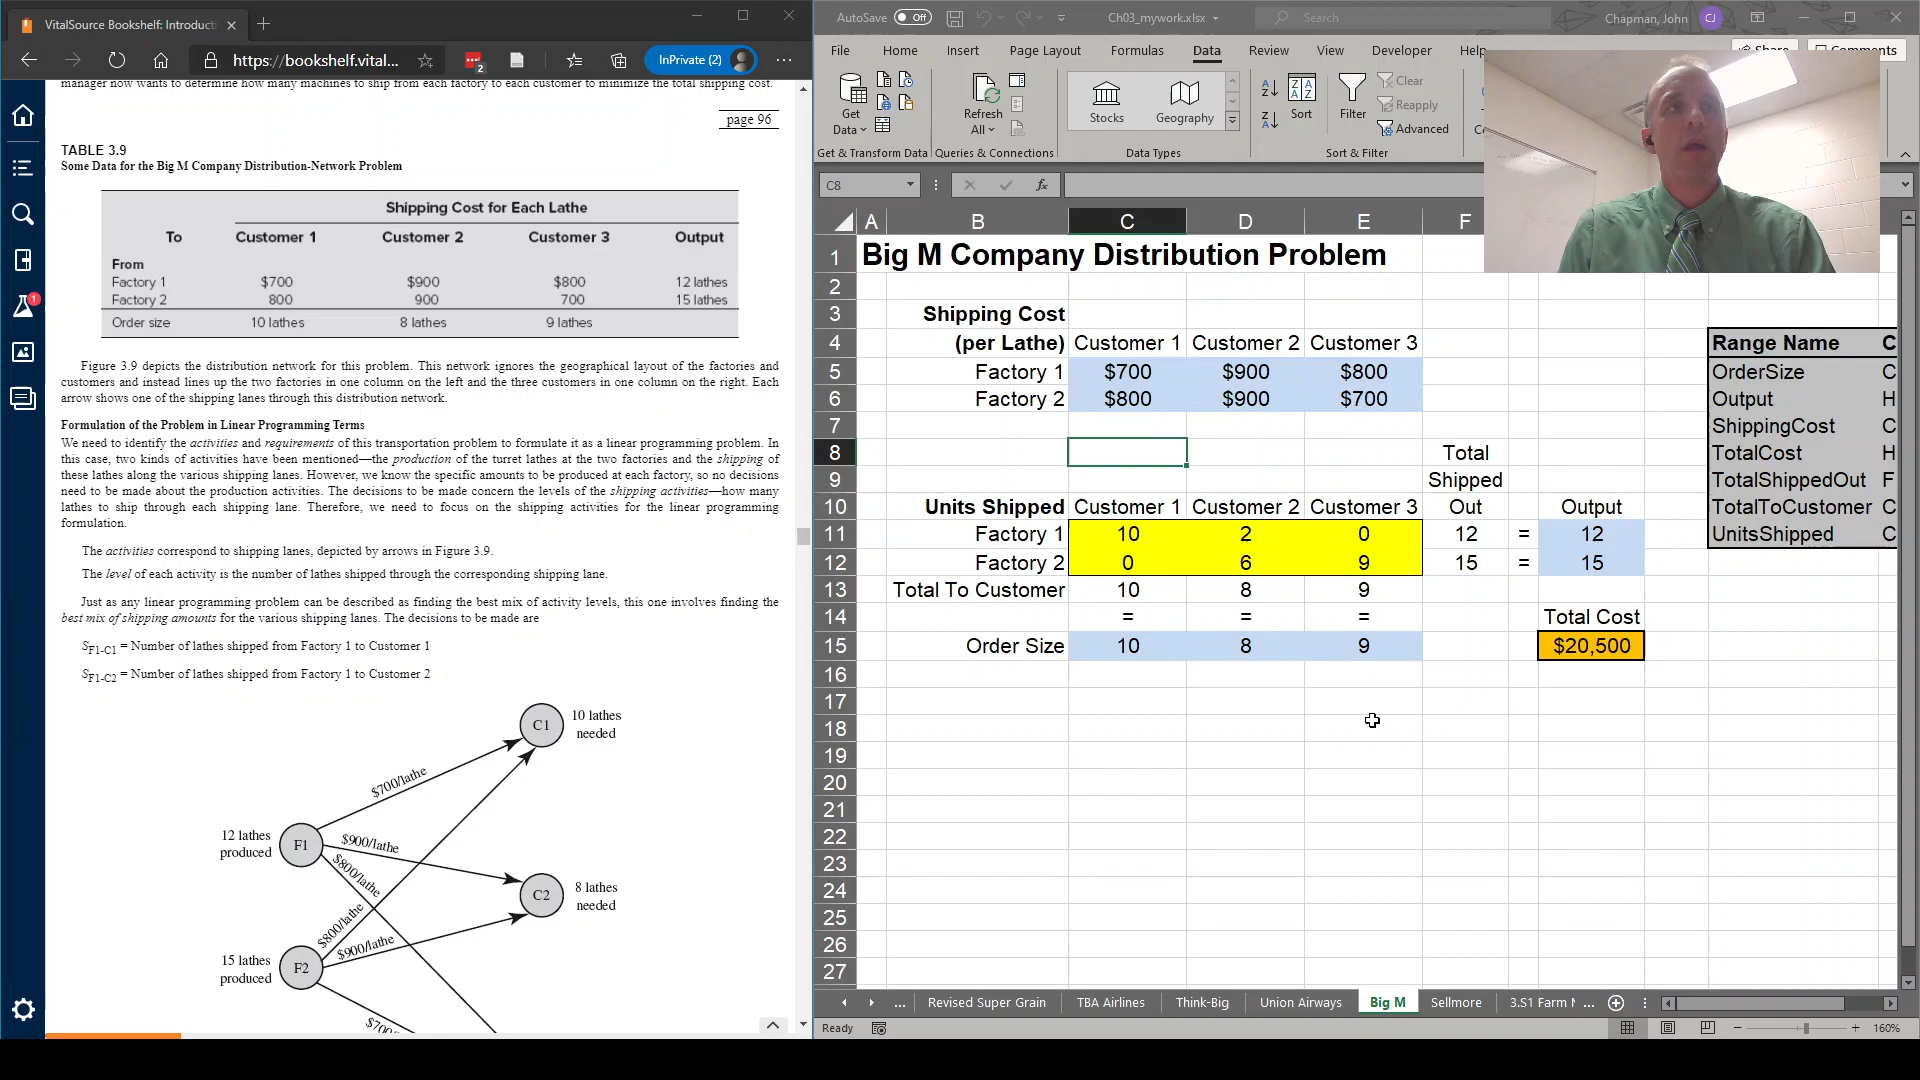 VitalSource Bookshelf: Introducti
https://bookshelf.vital...
2
InPrivate (2)
1
manager now wants to determine how many machines to ship from each factory to each customer to minimize the total shipping cost.
page 96
TABLE 3.9
Some Data for the Big M Company Distribution-Network Problem
Shipping Cost for Each Lathe
To Customer 1 Customer 2 Customer 3 Output
From
Factory 1 $700 $900 $800 12 lathes
Factory 2 800 900 700 15 lathes
Order size 10 lathes 8 lathes 9 lathes
Figure 3.9 depicts the distribution network for this problem. This network ignores the geographical layout of the factories and
customers and instead lines up the two factories in one column on the left and the three customers in one column on the right. Each
arrow shows one of the shipping lanes through this distribution network.
Formulation of the Problem in Linear Programming Terms
We need to identify the activities and requirements of this transportation problem to formulate it as a linear programming problem. In
this case, two kinds of activities have been mentioned—the production of the turret lathes at the two factories and the shipping of
these lathes along the various shipping lanes. However, we know the specific amounts to be produced at each factory, so no decisions
need to be made about the production activities. The decisions to be made concern the levels of the shipping activities—how many
lathes to ship through each shipping lane. Therefore, we need to focus on the shipping activities for the linear programming
formulation.
The activities correspond to shipping lanes, depicted by arrows in Figure 3.9.
The level of each activity is the number of lathes shipped through the corresponding shipping lane.
Just as any linear programming problem can be described as finding the best mix of activity levels, this one involves finding the
best mix of shipping amounts for the various shipping lanes. The decisions to be made are
SF1-C1 = Number of lathes shipped from Factory 1 to Customer 1
SF1-C2 = Number of lathes shipped from Factory 1 to Customer 2
C1
10 lathes
needed
$700/lathe
12 lathes
produced
F1
$900/lathe
$800/lathe
C2
8 lathes
needed
$800/lathe
$900/lathe
15 lathes
produced
F2
$700/
AutoSave Off
Ch03_mywork.xlsx
Search
Chapman, John
CJ
File Home Insert Page Layout Formulas Data Review View Developer Help
Share
Comments
Get
Data
Refresh
All
Stocks
Geography
Sort
Filter
Clear
Reapply
Advanced
Get & Transform Data
Queries & Connections
Data Types
Sort & Filter
C8
fx
A B C D E F
1 Big M Company Distribution Problem
2
3 Shipping Cost
4 (per Lathe) Customer 1 Customer 2 Customer 3 Range Name C
5 Factory 1 $700 $900 $800 OrderSize C
6 Factory 2 $800 $900 $700 Output H
7 ShippingCost C
8 Total TotalCost H
9 Shipped TotalShippedOut F
10 Units Shipped Customer 1 Customer 2 Customer 3 Out Output TotalToCustomer C
11 Factory 1 10 2 0 12 = 12 UnitsShipped C
12 Factory 2 0 6 9 15 = 15
13 Total To Customer 10 8 9
14 = = = Total Cost
15 Order Size 10 8 9 $20,500
16
17
18
19
20
21
22
23
24
25
26
27
... Revised Super Grain TBA Airlines Think-Big Union Airways Big M Sellmore 3.S1 Farm M ...
Ready
160%